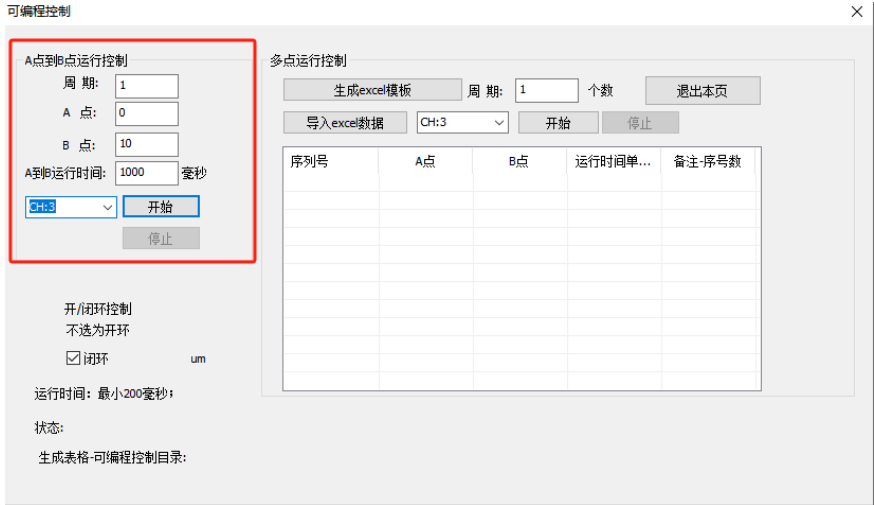 可编程控制
A点到B点运行控制
周 期: 1
A 点: 0
B 点: 10
A到B运行时间: 1000 毫秒
CH:3 开始
停止
开/闭环控制
不选为开环
闭环 um
运行时间：最小200毫秒；
状态:
生成表格-可编程控制目录:
多点运行控制
生成excel模板 周 期: 1 个数 退出本页
导入excel数据 CH:3 开始 停止
序列号 A点 B点 运行时间单... 备注-序号数